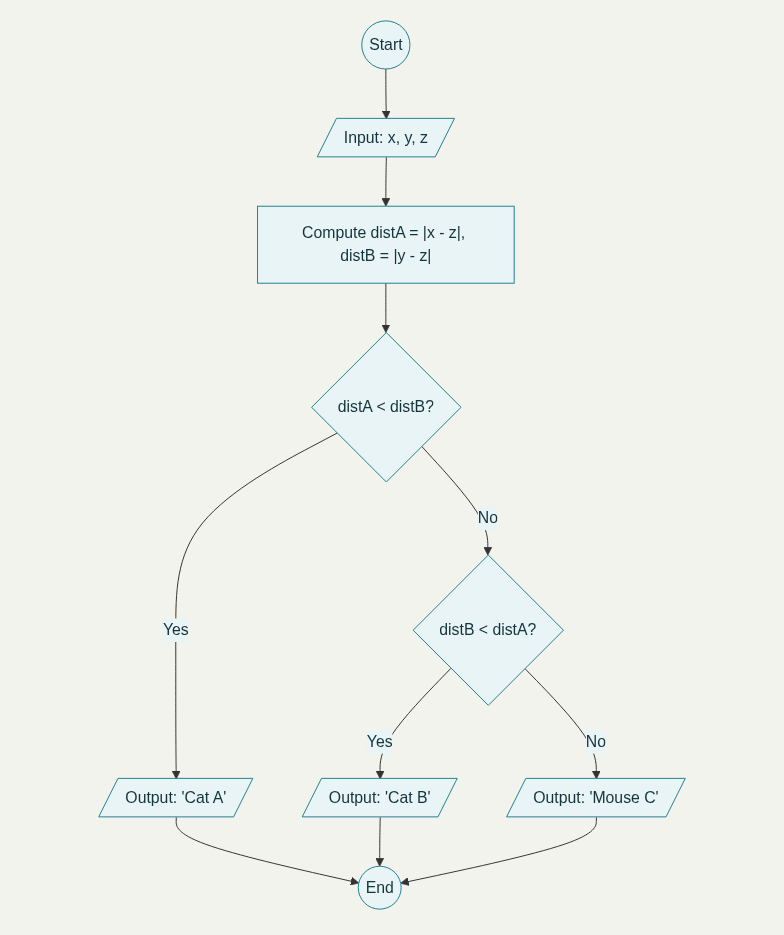 Start
Input: x, y, z
Compute distA = |x - z|,
distB = |y - z|
distA < distB?
No
Yes
distB < distA?
Yes
No
Output: 'Cat A'
Output: 'Cat B'
Output: 'Mouse C'
End